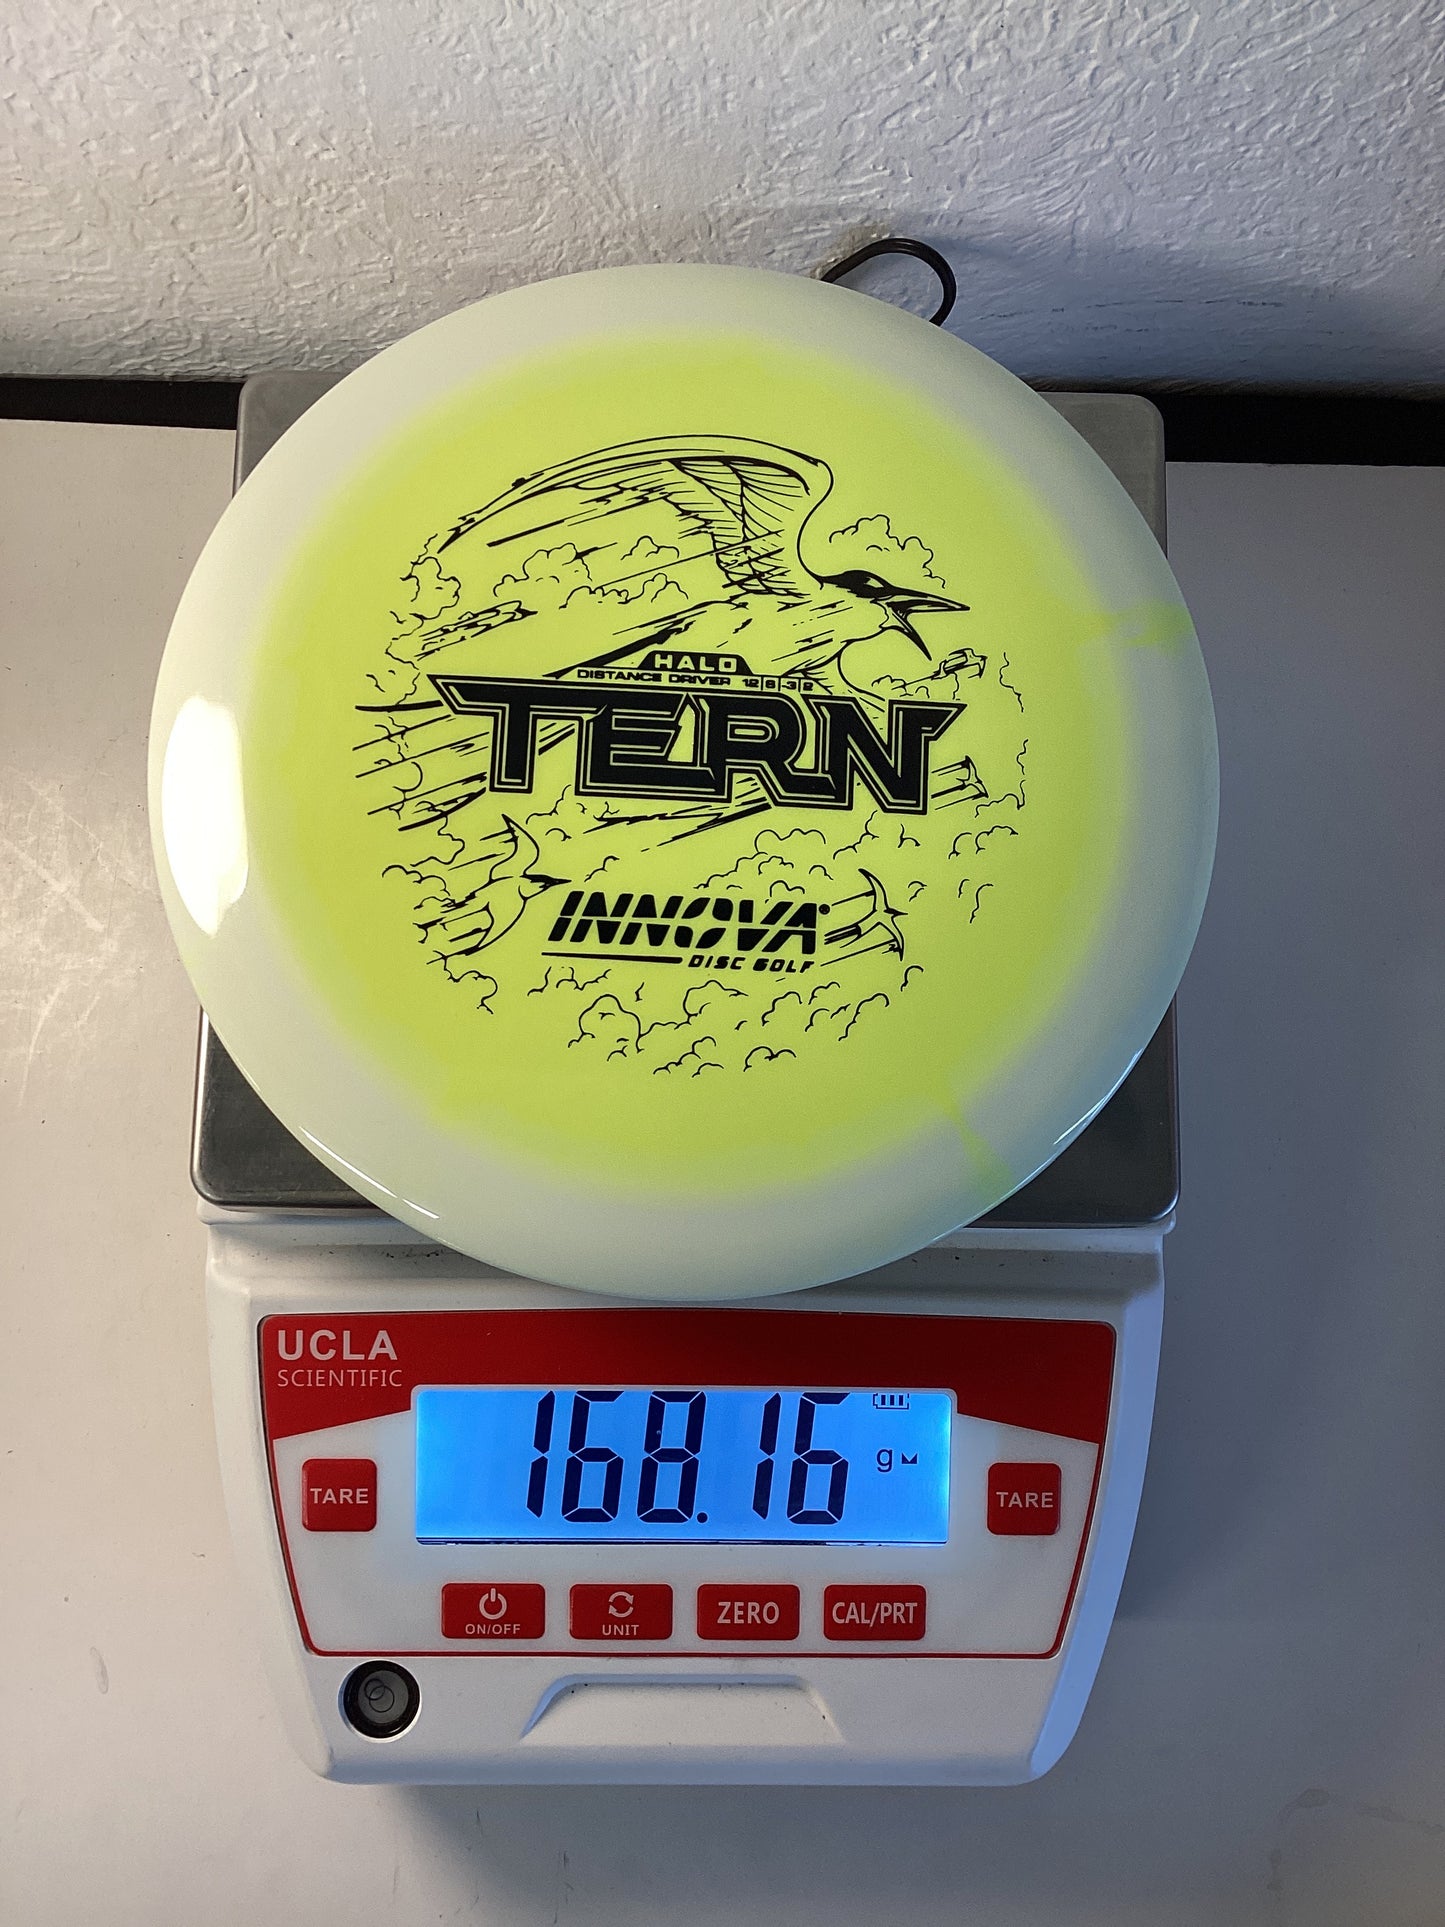 HALO
DISTANCE DRIVER 12|6|-3|2
TERN
INNOVA®
DISC GOLF
UCLA
SCIENTIFIC
168.16
g
TARE
TARE
ON/OFF
UNIT
ZERO
CAL/PRT